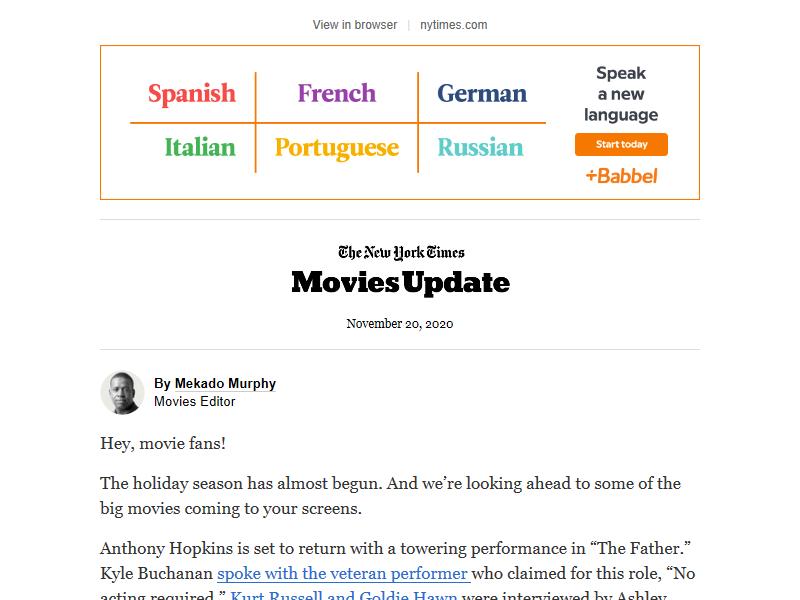 View in browser | nytimes.com
Spanish French German
Italian Portuguese Russian
Speak
a new
language
Start today
+Babbel
The New York Times
Movies Update
November 20, 2020
By Mekado Murphy
Movies Editor
Hey, movie fans!
The holiday season has almost begun. And we’re looking ahead to some of the
big movies coming to your screens.
Anthony Hopkins is set to return with a towering performance in “The Father.”
Kyle Buchanan spoke with the veteran performer who claimed for this role, “No
acting required.” Kurt Russell and Goldie Hawn were interviewed by Ashley